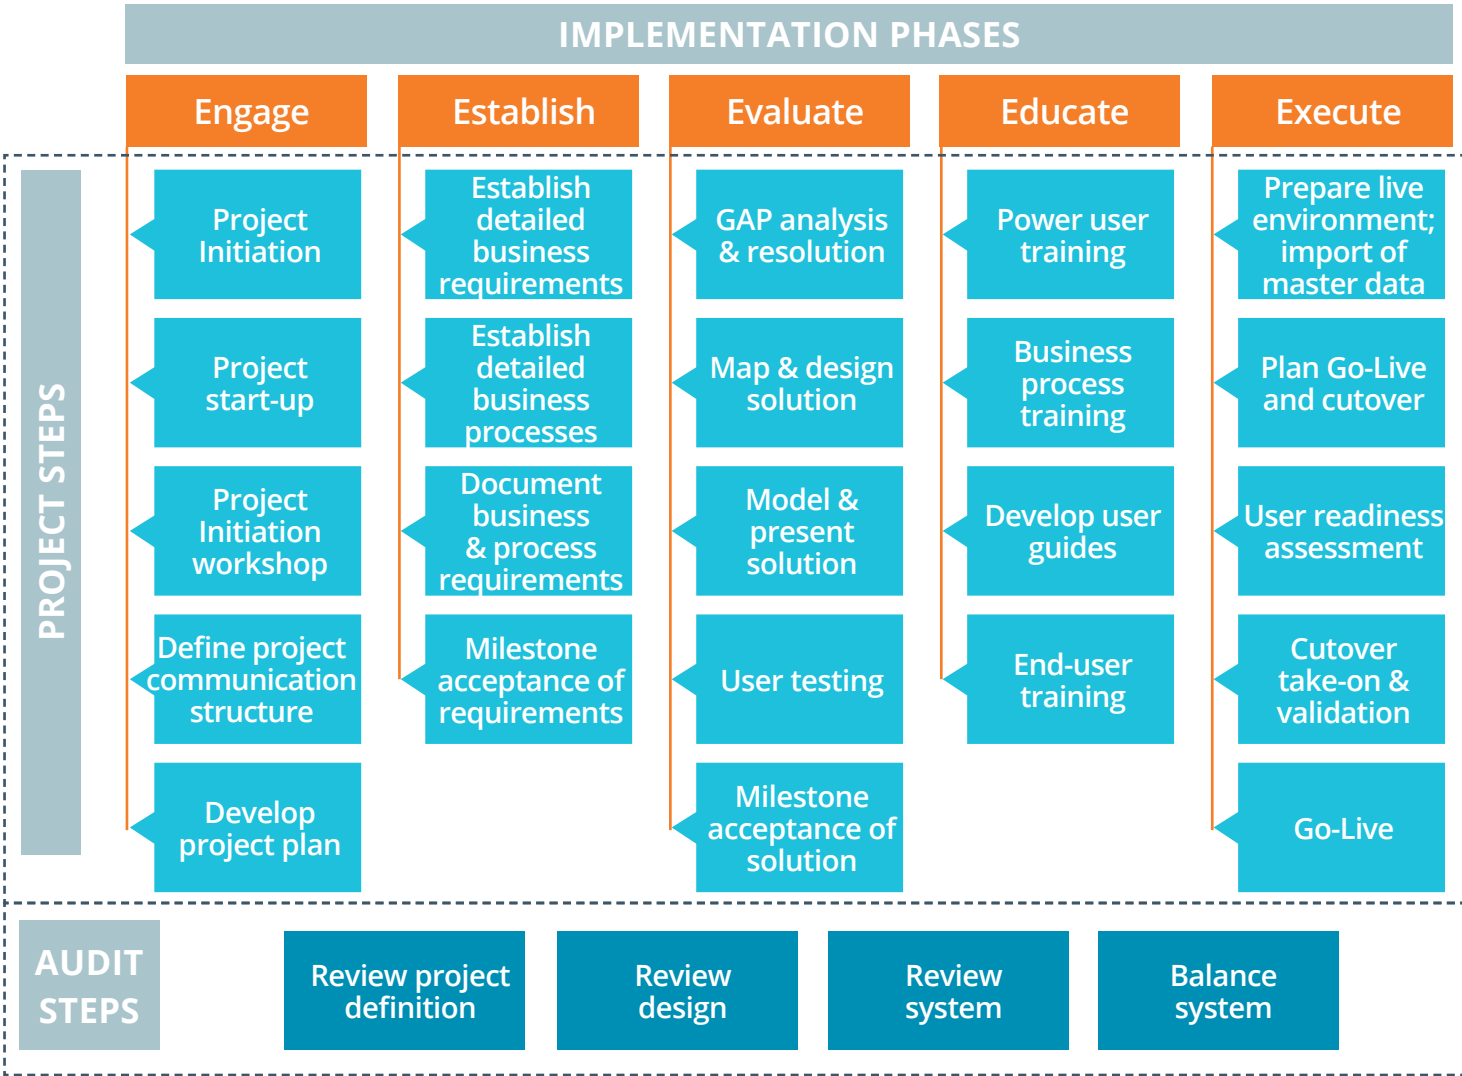 IMPLEMENTATION PHASES
Engage
Establish
Evaluate
Educate
Execute
PROJECT STEPS
Project
Initiation
Project
start-up
Project
Initiation
workshop
Define project
communication
structure
Develop
project plan
Establish
detailed
business
requirements
Establish
detailed
business
processes
Document
business
& process
requirements
Milestone
acceptance of
requirements
GAP analysis
& resolution
Map & design
solution
Model &
present
solution
User testing
Milestone
acceptance of
solution
Power user
training
Business
process
training
Develop user
guides
End-user
training
Prepare live
environment;
import of
master data
Plan Go-Live
and cutover
User readiness
assessment
Cutover
take-on &
validation
Go-Live
AUDIT
STEPS
Review project
definition
Review
design
Review
system
Balance
system